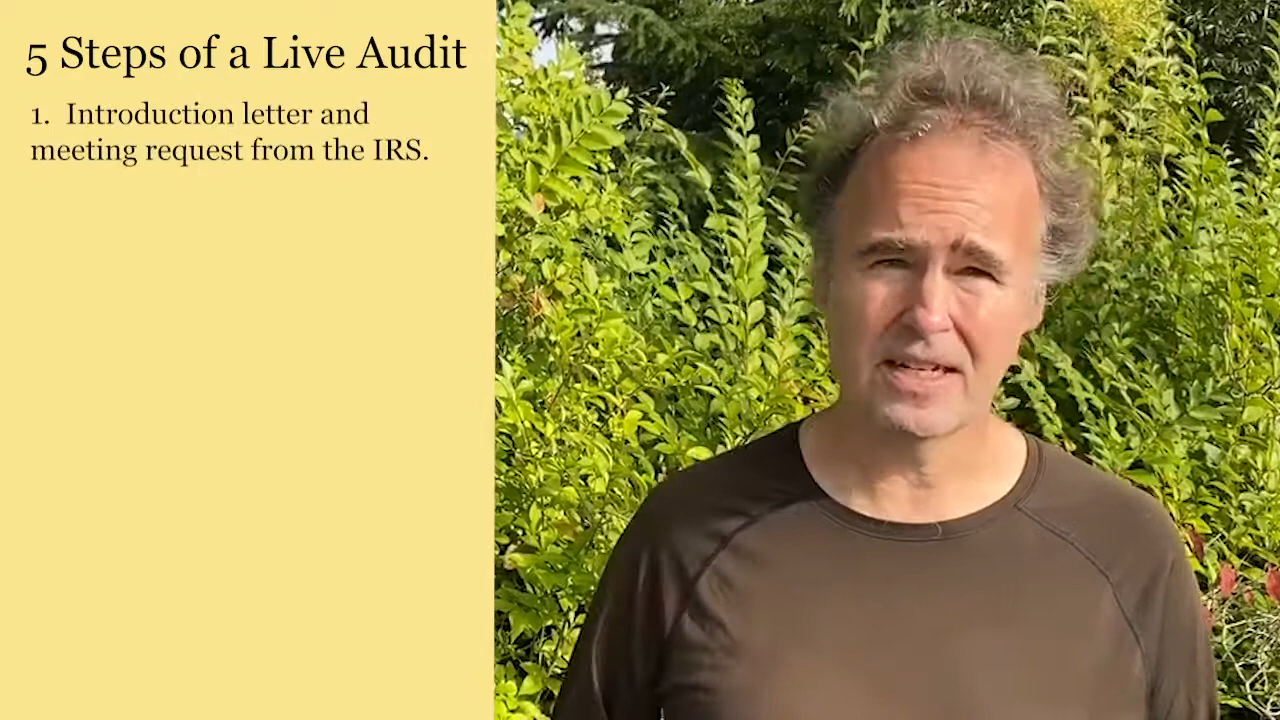 5 Steps of a Live Audit
1. Introduction letter and
meeting request from the IRS.